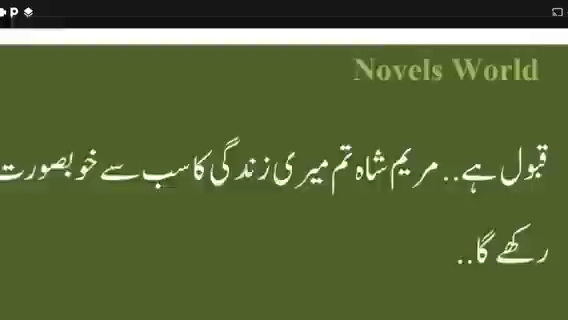 Novels World
قبول ہے.. مریم شاہ تم میری زندگی کا سب سے خوبصورت
رکھے گا..